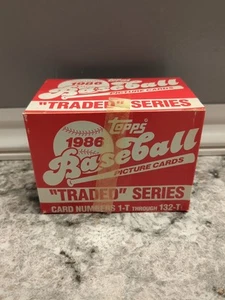 1986
Baseball
PICTURE CARDS
"TRADED" SERIES
topps
1986
Baseball
PICTURE CARDS
"TRADED" SERIES
CARD NUMBERS 1-T THROUGH 132-T